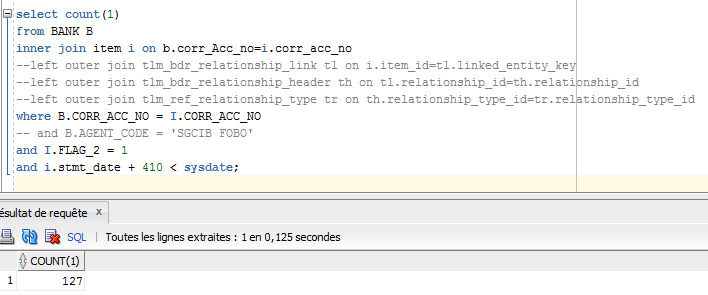 select count(1)
from BANK B
inner join item i on b.corr_Acc_no=i.corr_acc_no
--left outer join tlm_bdr_relationship_link tl on i.item_id=tl.linked_entity_key
--left outer join tlm_bdr_relationship_header th on tl.relationship_id=th.relationship_id
--left outer join tlm_ref_relationship_type tr on th.relationship_type_id=tr.relationship_type_id
where B.CORR_ACC_NO = I.CORR_ACC_NO
-- and B.AGENT_CODE = 'SGCIB FOBO'
and I.FLAG_2 = 1
and i.stmt_date + 410 < sysdate;
ésultat de requête x
SQL | Toutes les lignes extraites : 1 en 0,125 secondes
COUNT(1)
1 127